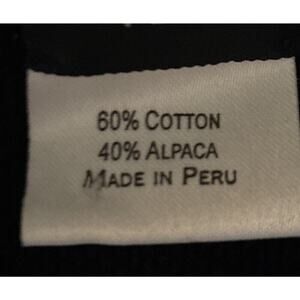 60% COTTON
40% ALPACA
MADE IN PERU